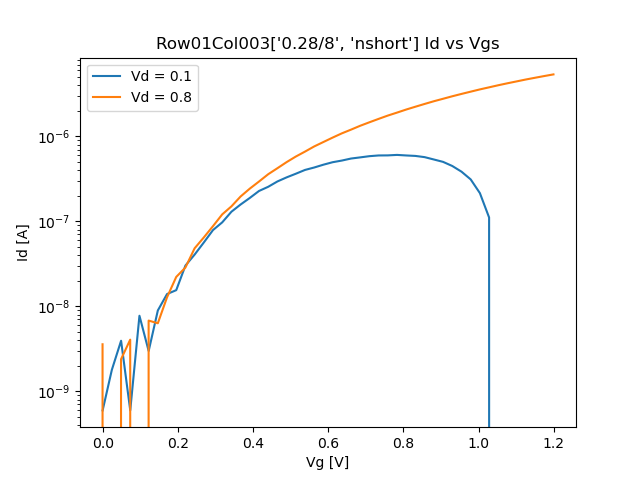 Row01Col003['0.28/8', 'nshort'] Id vs Vgs
Vd = 0.1
Vd = 0.8
Id [A]
10⁻⁶
10⁻⁷
10⁻⁸
10⁻⁹
0.0 0.2 0.4 0.6 0.8 1.0 1.2
Vg [V]